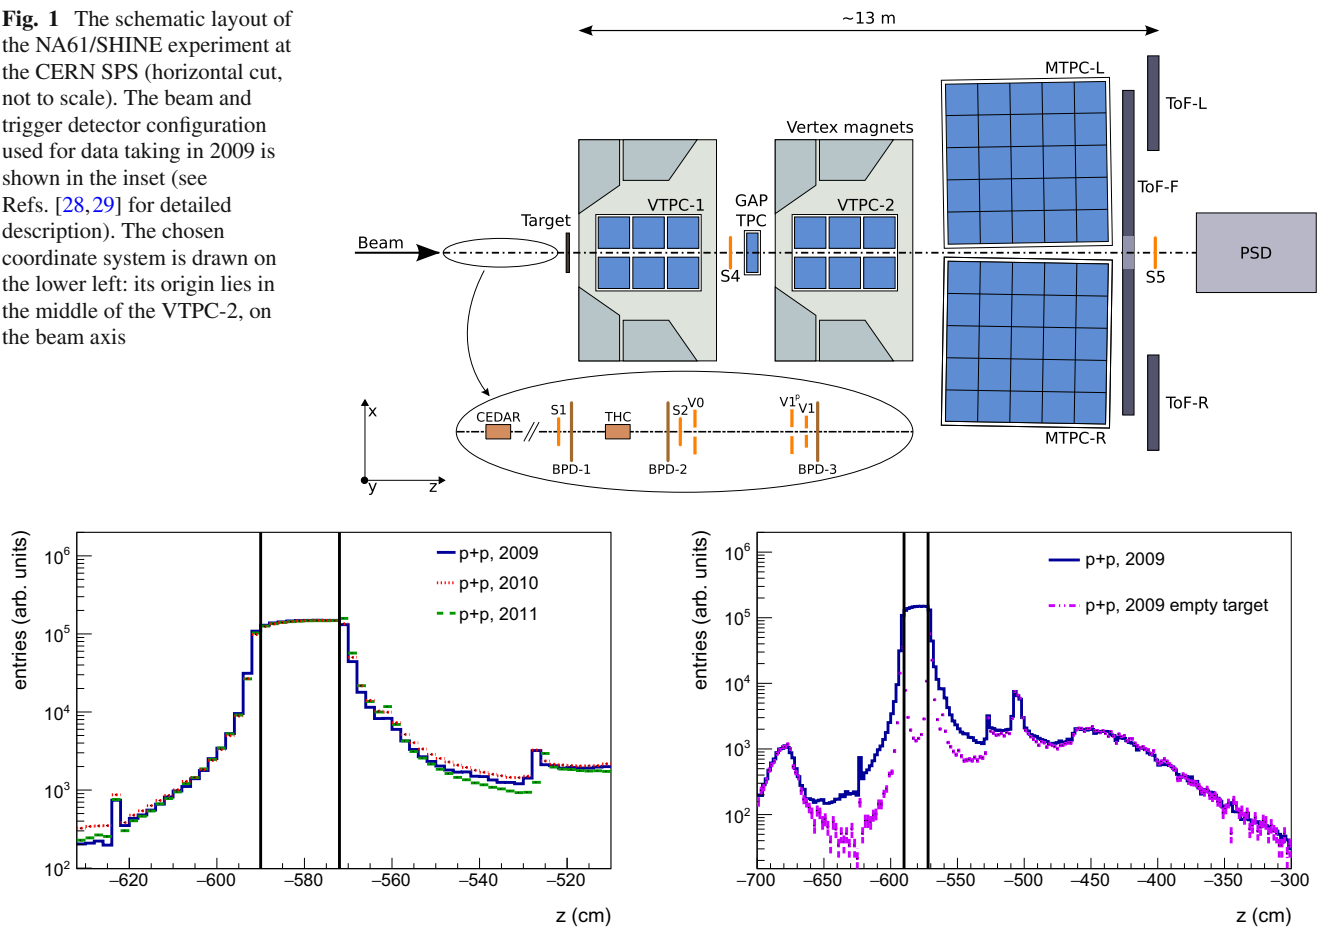 Fig. 1 The schematic layout of
the NA61/SHINE experiment at
the CERN SPS (horizontal cut,
not to scale). The beam and
trigger detector configuration
used for data taking in 2009 is
shown in the inset (see
Refs. [28,29] for detailed
description). The chosen
coordinate system is drawn on
the lower left: its origin lies in
the middle of the VTPC-2, on
the beam axis
~13 m
MTPC-L
ToF-L
Vertex magnets
ToF-F
VTPC-1
GAP
TPC
VTPC-2
Target
Beam
S4
S5
PSD
ToF-R
MTPC-R
CEDAR
S1
BPD-1
THC
BPD-2
S2
V0
V1ᵖ
V1
BPD-3
x
y
z
entries (arb. units)
10⁶
10⁵
10⁴
10³
10²
p+p, 2009
p+p, 2010
p+p, 2011
−620 −600 −580 −560 −540 −520
z (cm)
entries (arb. units)
10⁶
10⁵
10⁴
10³
10²
p+p, 2009
p+p, 2009 empty target
−700 −650 −600 −550 −500 −450 −400 −350 −300
z (cm)